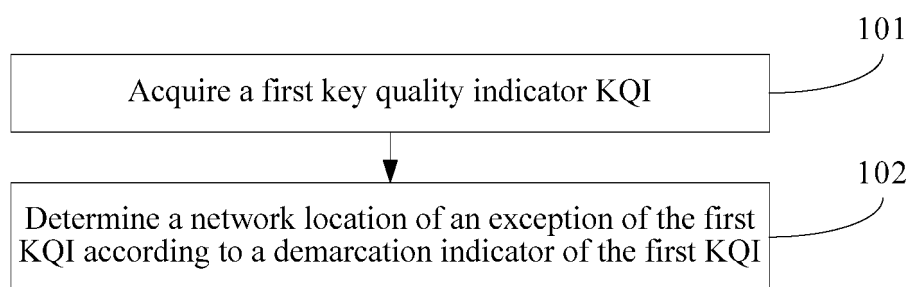 101
Acquire a first key quality indicator KQI
102
Determine a network location of an exception of the first
KQI according to a demarcation indicator of the first KQI